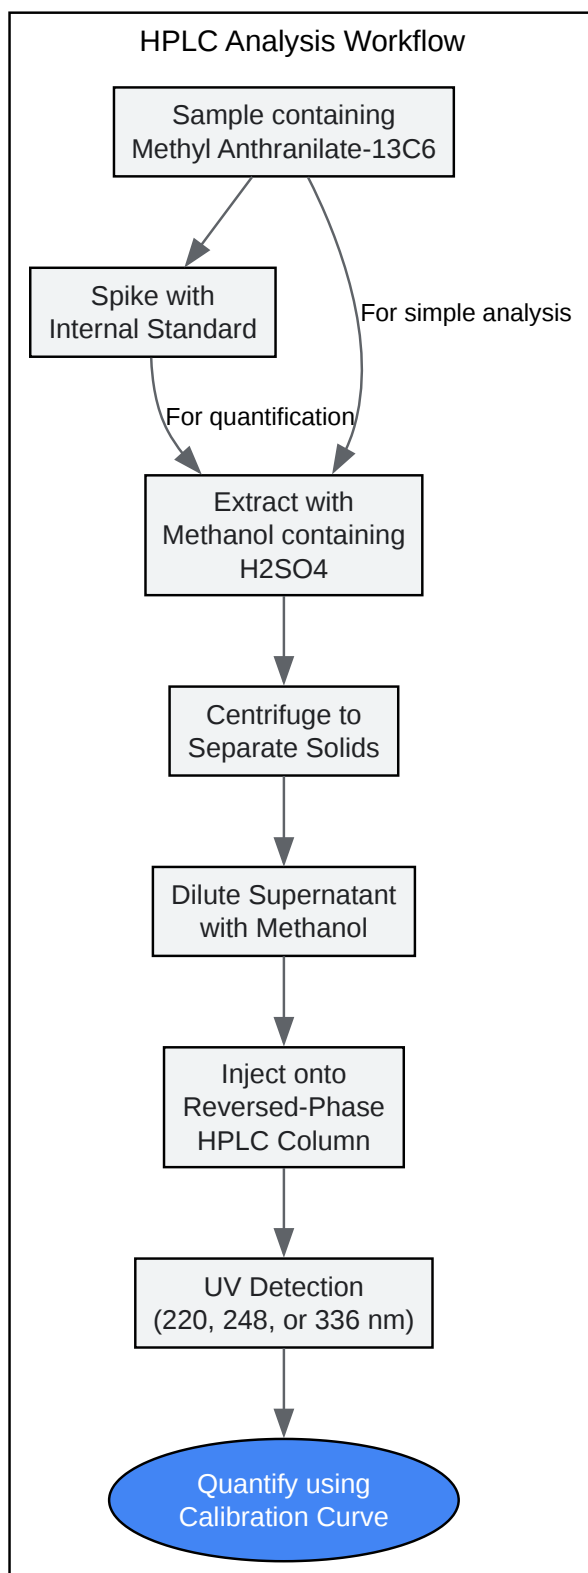 HPLC Analysis Workflow
Sample containing
Methyl Anthranilate-13C6
Spike with
Internal Standard
For simple analysis
For quantification
Extract with
Methanol containing
H2SO4
Centrifuge to
Separate Solids
Dilute Supernatant
with Methanol
Inject onto
Reversed-Phase
HPLC Column
UV Detection
(220, 248, or 336 nm)
Quantify using
Calibration Curve